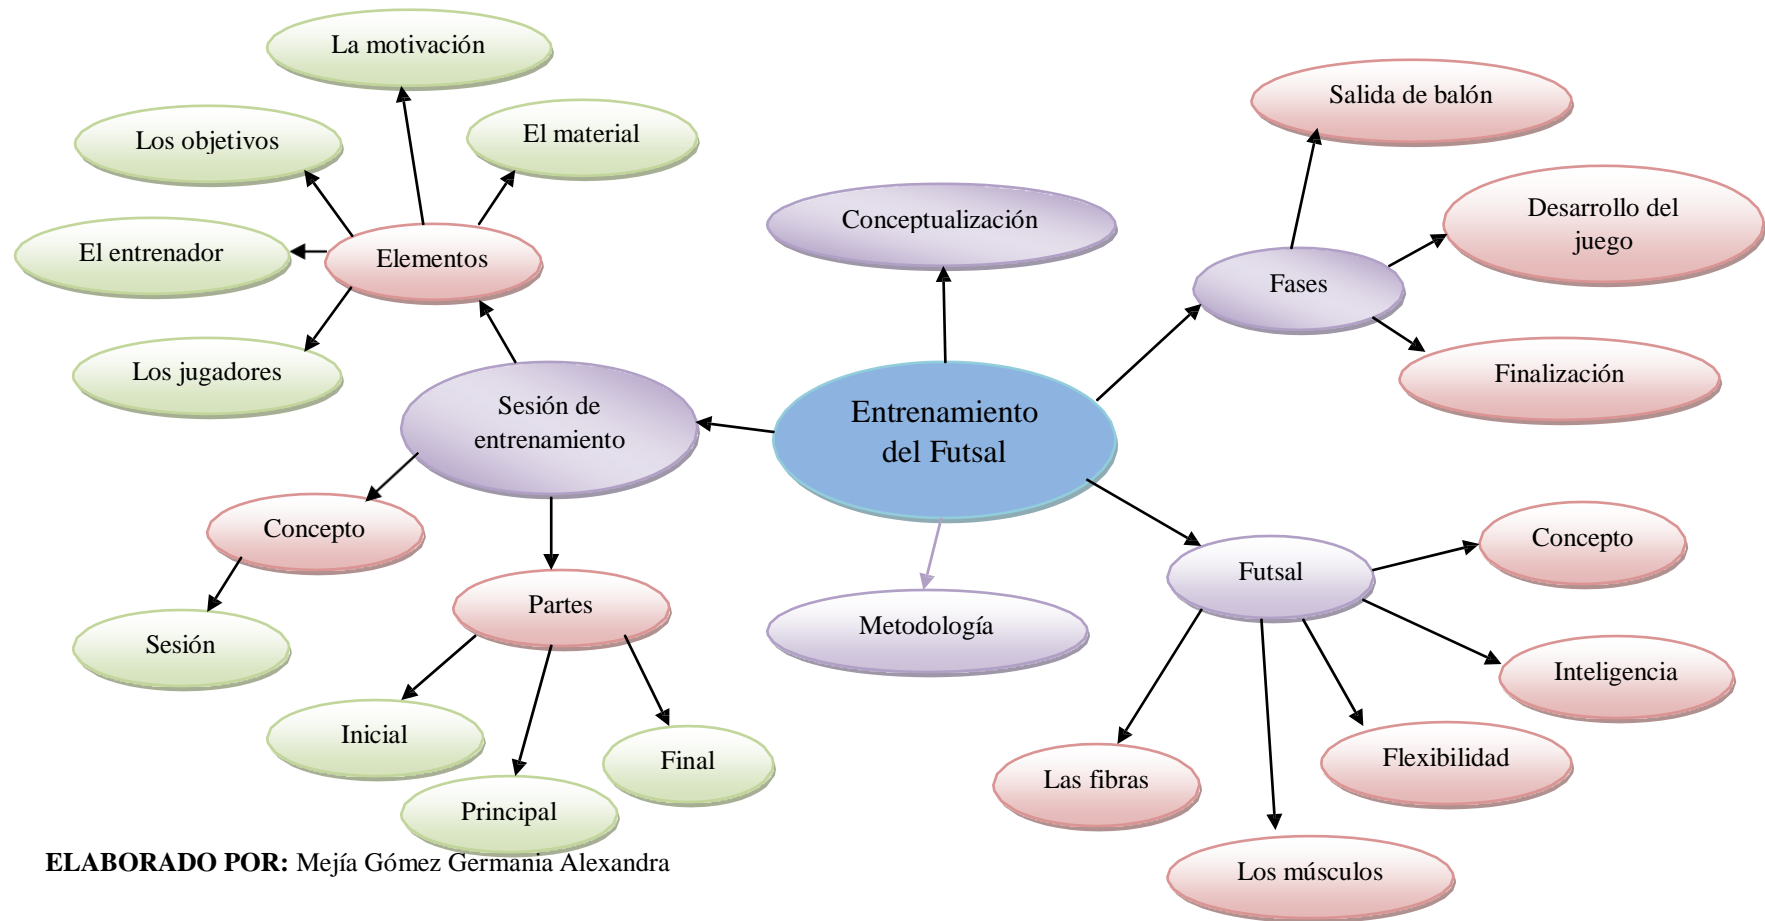 La motivación
Salida de balón
Los objetivos
El material
Conceptualización
Desarrollo del
juego
El entrenador
Elementos
Fases
Los jugadores
Finalización
Sesión de
entrenamiento
Entrenamiento
del Futsal
Concepto
Concepto
Futsal
Partes
Metodología
Sesión
Inteligencia
Inicial
Final
Flexibilidad
Las fibras
Principal
Los músculos
ELABORADO POR: Mejía Gómez Germania Alexandra